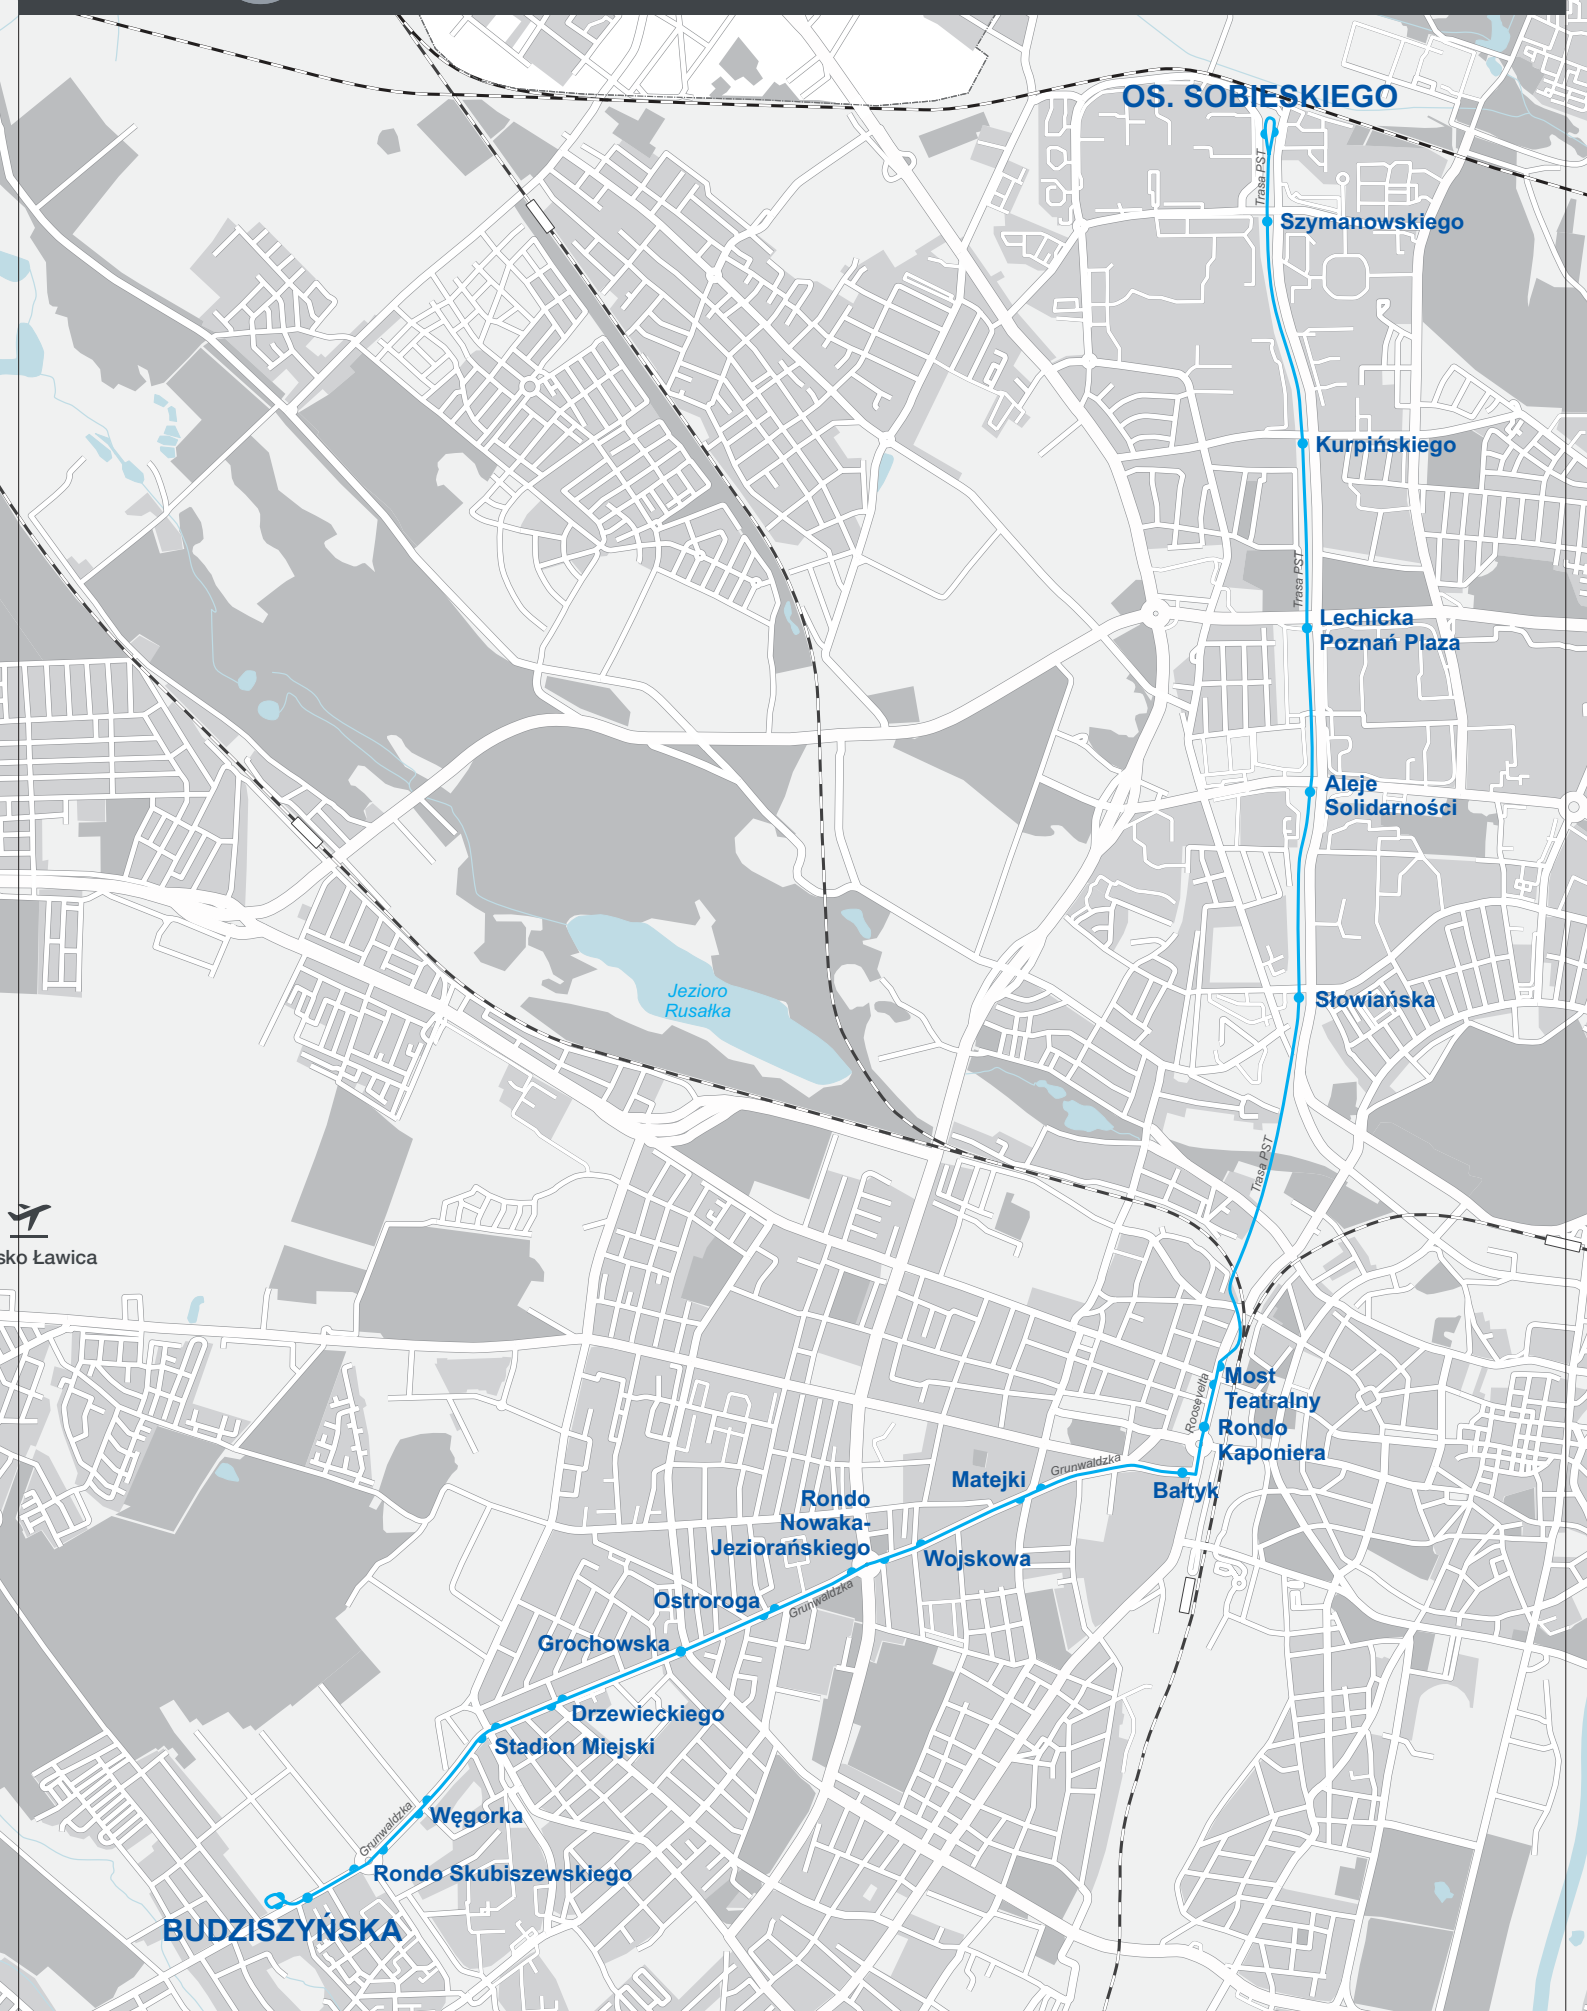 OS. SOBIESKIEGO
Trasa PST
Szymanowskiego
Kurpińskiego
Trasa PST
Lechicka
Poznań Plaza
Aleje
Solidarności
Jezioro
Rusałka
Słowiańska
Trasa PST
sko Ławica
Most
Teatralny
Roosevelta
Rondo
Kaponiera
Grunwaldzka
Matejki
Bałtyk
Rondo
Nowaka-
Jeziorańskiego
Wojskowa
Grunwaldzka
Ostroroga
Grochowska
Drzewieckiego
Stadion Miejski
Grunwaldzka
Węgorka
Rondo Skubiszewskiego
BUDZISZYŃSKA